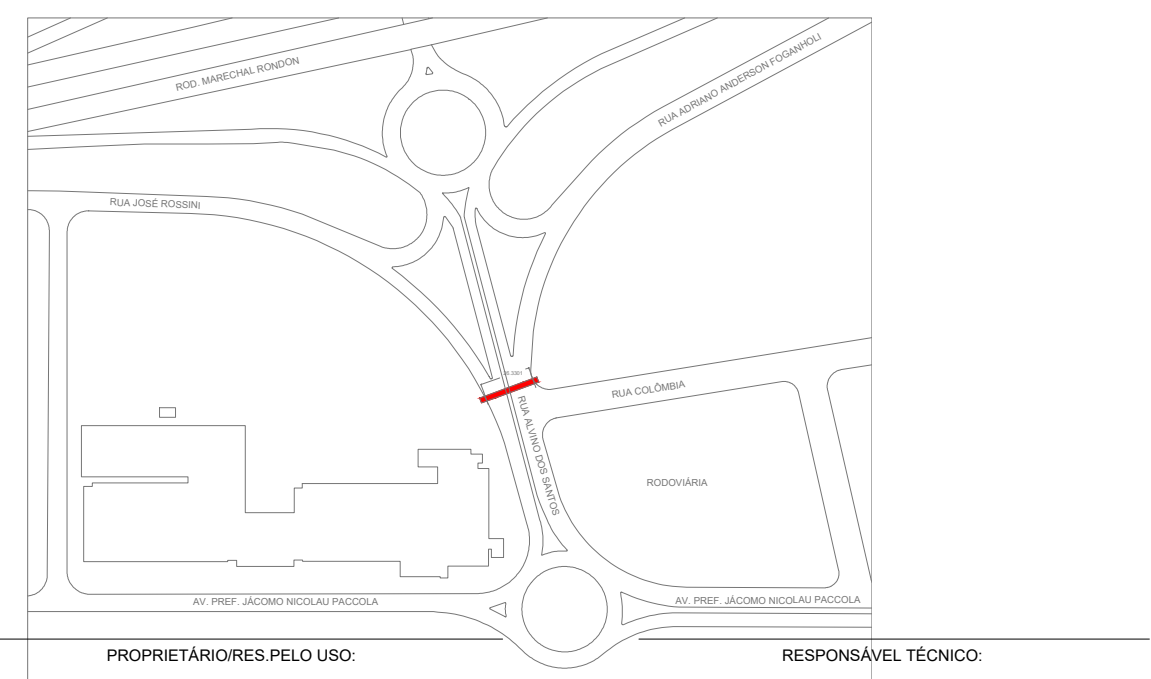 ROD. MARECHAL RONDON
RUA ADRIANO ANDERSON FOGANHOLI
RUA JOSÉ ROSSINI
RUA COLÔMBIA
RUA ALVINO DOS SANTOS
RODOVIÁRIA
AV. PREF. JÁCOMO NICOLAU PACCOLA
AV. PREF. JÁCOMO NICOLAU PACCOLA
PROPRIETÁRIO/RES.PELO USO:
RESPONSÁVEL TÉCNICO: